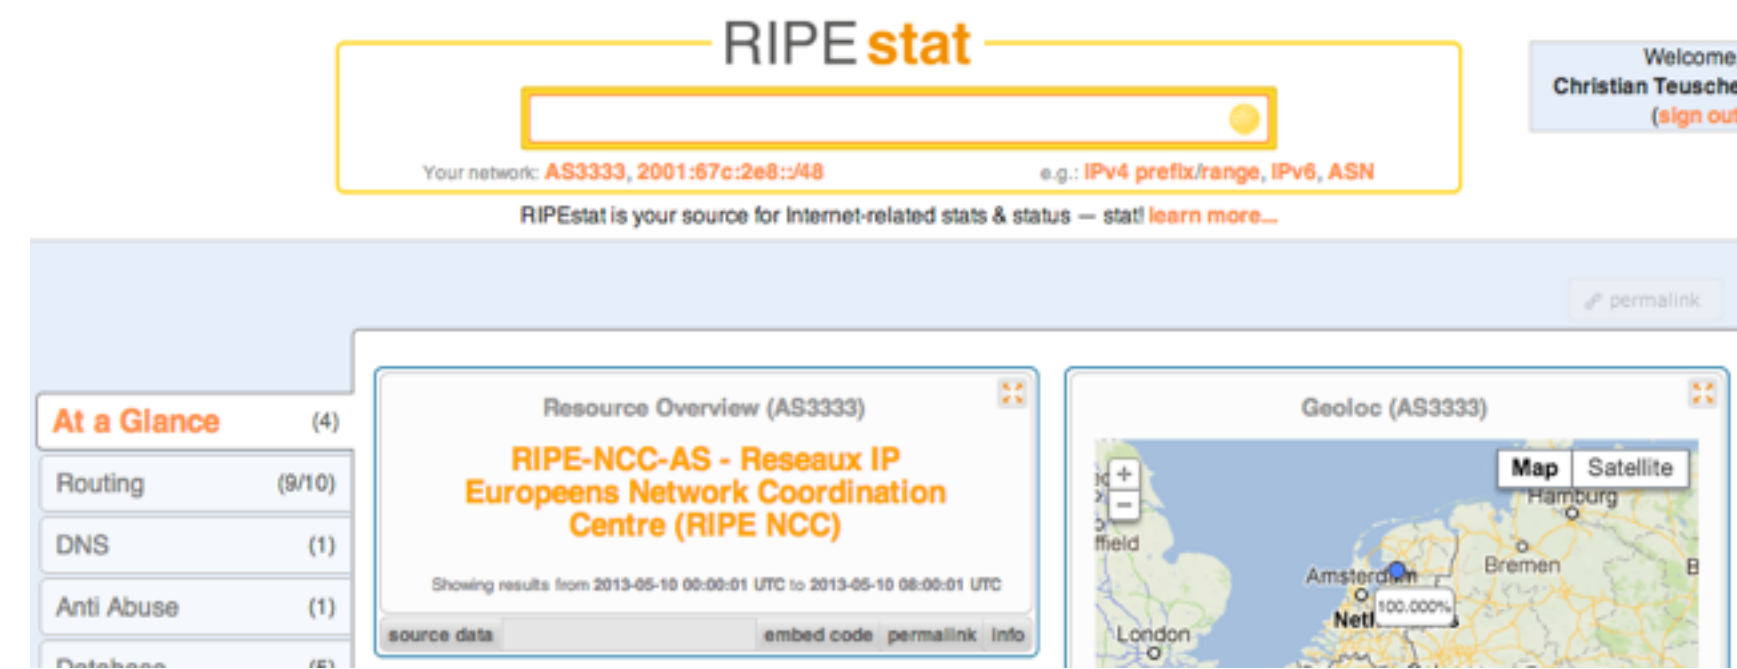 RIPE stat
Welcome
Christian Teusche
(sign out
Your network: AS3333, 2001:67c:2e8::/48
e.g.: IPv4 prefix/range, IPv6, ASN
RIPEstat is your source for Internet-related stats & status — stat! learn more...
permalink
At a Glance (4)
Routing (9/10)
DNS (1)
Anti Abuse (1)
Database (5)
Resource Overview (AS3333)
RIPE-NCC-AS - Reseaux IP
Europeens Network Coordination
Centre (RIPE NCC)
Showing results from 2013-05-10 00:00:01 UTC to 2013-05-10 08:00:01 UTC
source data embed code permalink info
Geoloc (AS3333)
+
−
Map Satellite
Hamburg
ffield
Bremen
B
Amsterdam
100.000%
Netl s
London